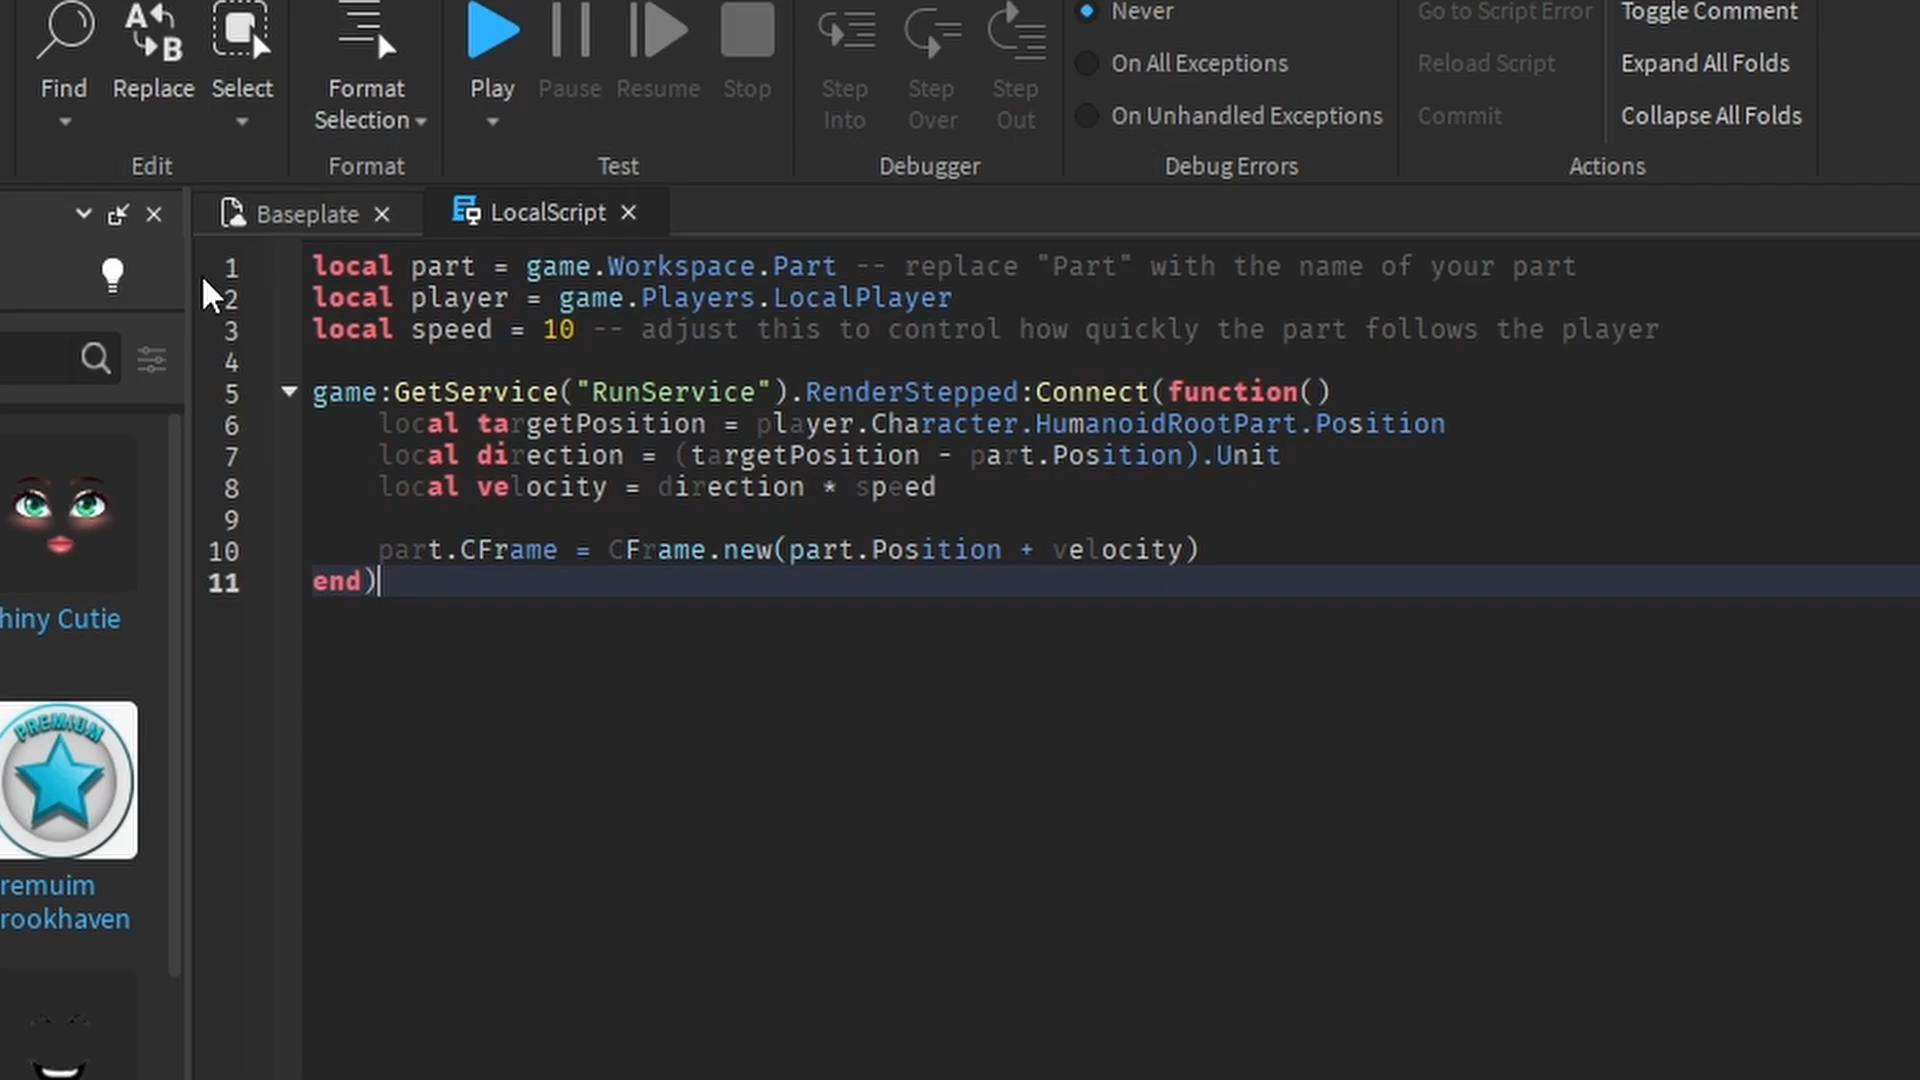 Find
Replace
Select
Edit
Format
Selection
Format
Play
Pause
Resume
Stop
Test
Step
Into
Step
Over
Step
Out
Debugger
Never
On All Exceptions
On Unhandled Exceptions
Debug Errors
Go to Script Error
Reload Script
Commit
Toggle Comment
Expand All Folds
Collapse All Folds
Actions
Baseplate
LocalScript
1 local part = game.Workspace.Part -- replace "Part" with the name of your part
2 local player = game.Players.LocalPlayer
3 local speed = 10 -- adjust this to control how quickly the part follows the player
4
5 game:GetService("RunService").RenderStepped:Connect(function()
6 local targetPosition = player.Character.HumanoidRootPart.Position
7 local direction = (targetPosition - part.Position).Unit
8 local velocity = direction * speed
9
10 part.CFrame = CFrame.new(part.Position + velocity)
11 end)
hiny Cutie
PREMIUM
remuim
rookhaven